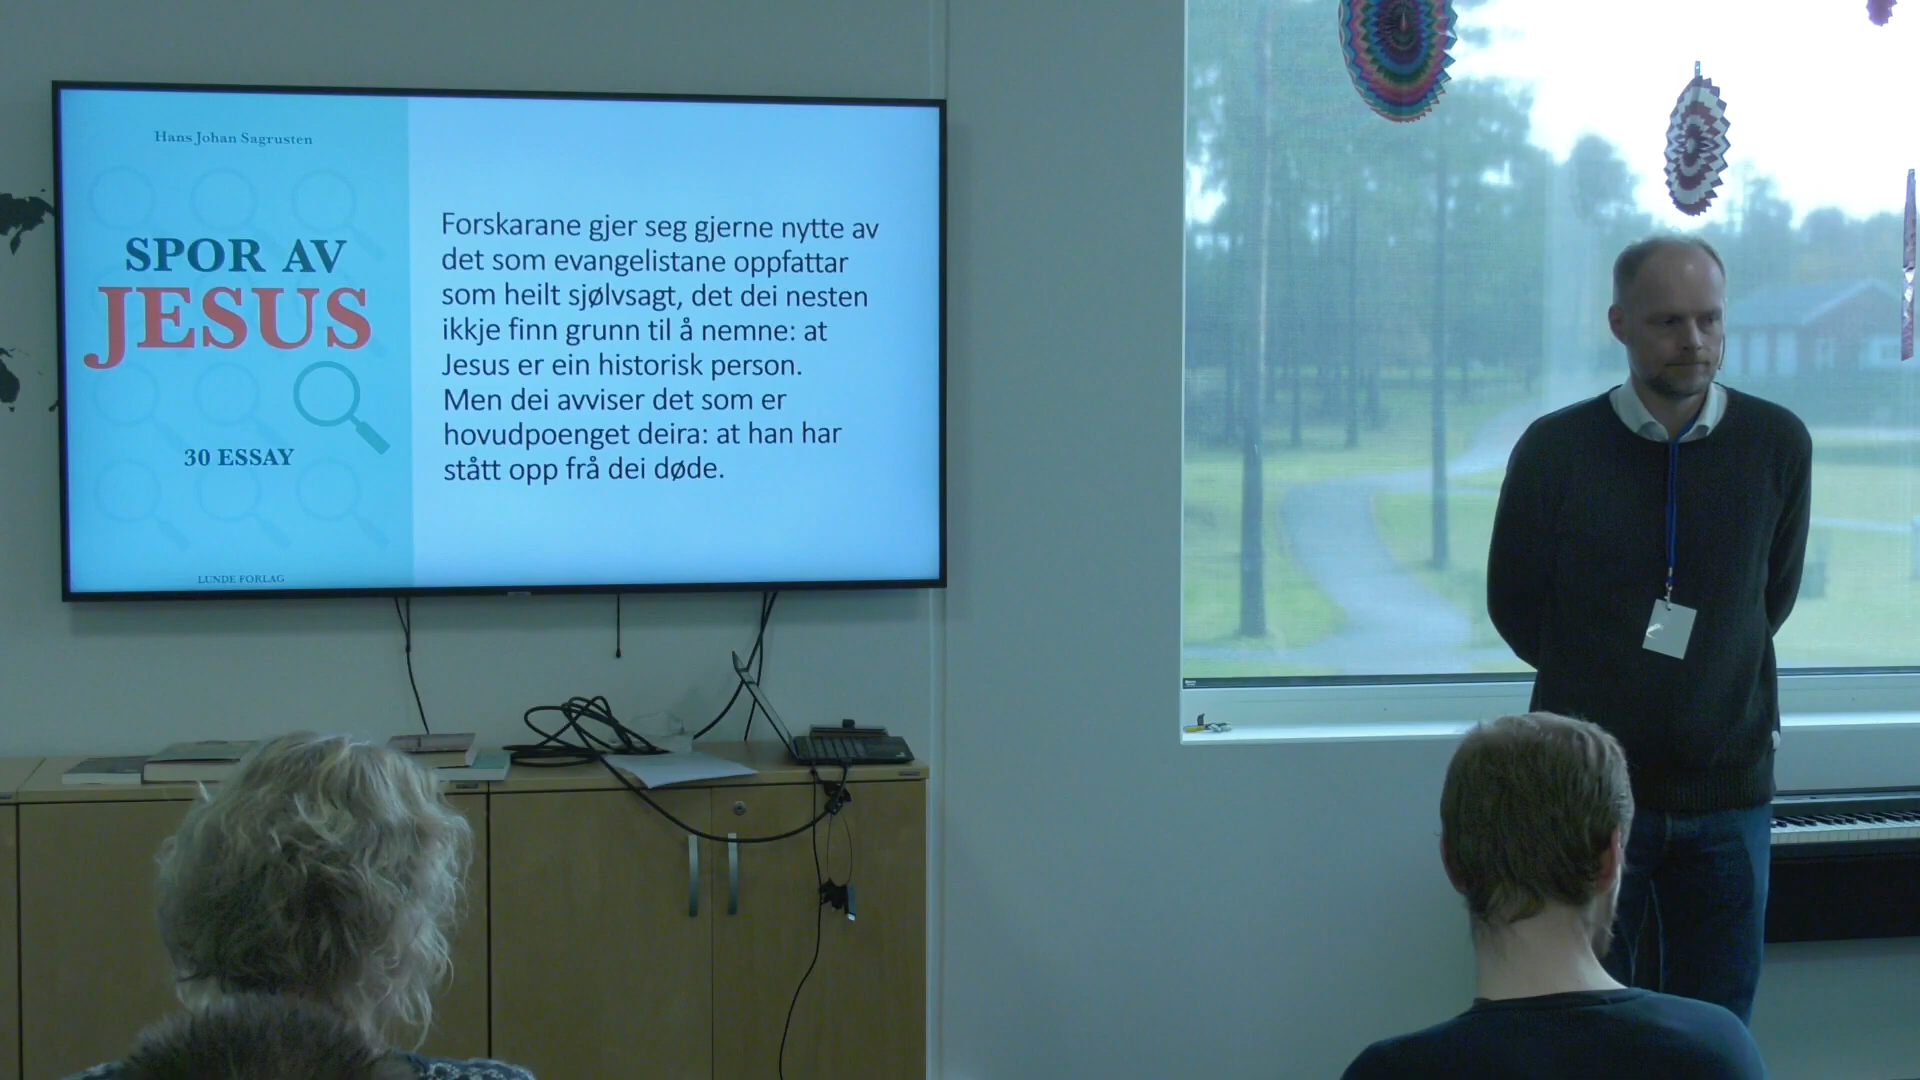 Hans Johan Sagrusten
SPOR AV
JESUS
30 ESSAY
LUNDE FORLAG
Forskarane gjer seg gjerne nytte av
det som evangelistane oppfattar
som heilt sjølvsagt, det dei nesten
ikkje finn grunn til å nemne: at
Jesus er ein historisk person.
Men dei avviser det som er
hovudpoenget deira: at han har
stått opp frå dei døde.